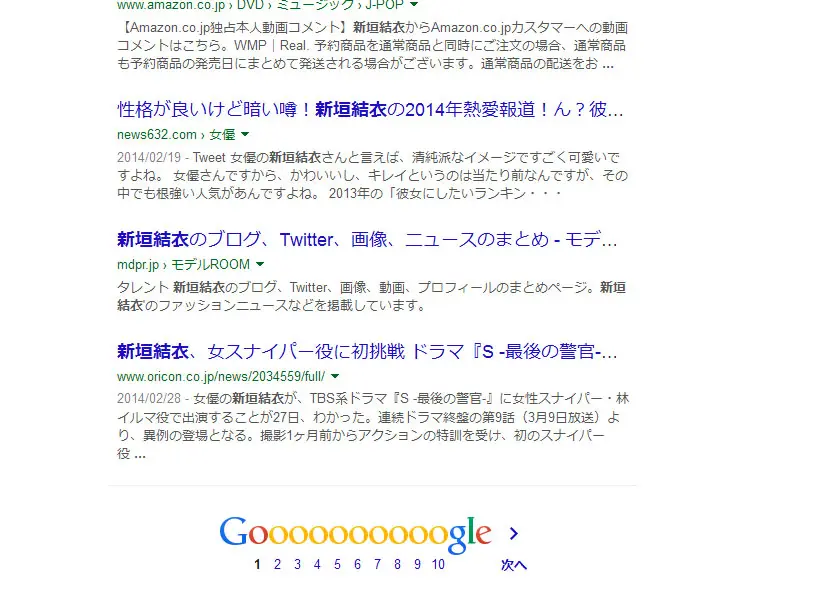 www.amazon.co.jp › DVD › ミュージック › J-POP
【Amazon.co.jp独占本人動画コメント】新垣結衣からAmazon.co.jpカスタマーへの動画
コメントはこちら。WMP｜Real. 予約商品を通常商品と同時にご注文の場合、通常商品
も予約商品の発売日にまとめて発送される場合がございます。通常商品の配送をお ...
性格が良いけど暗い噂！新垣結衣の2014年熱愛報道！ん？彼...
news632.com › 女優
2014/02/19 - Tweet 女優の新垣結衣さんと言えば、清純派なイメージですごく可愛いで
すよね。 女優さんですから、かわいいし、キレイというのは当たり前なんですが、その
中でも根強い人気があんですよね。 2013年の「彼女にしたいランキン・・・
新垣結衣のブログ、Twitter、画像、ニュースのまとめ - モデ...
mdpr.jp › モデルROOM
タレント 新垣結衣のブログ、Twitter、画像、動画、プロフィールのまとめページ。新垣
結衣のファッションニュースなどを掲載しています。
新垣結衣、女スナイパー役に初挑戦 ドラマ『S -最後の警官-...
www.oricon.co.jp/news/2034559/full/
2014/02/28 - 女優の新垣結衣が、TBS系ドラマ『S -最後の警官-』に女性スナイパー・林
イルマ役で出演することが27日、わかった。連続ドラマ終盤の第9話（3月9日放送）よ
り、異例の登場となる。撮影1ヶ月前からアクションの特訓を受け、初のスナイパー
役 ...
Goooooooooogle
1 2 3 4 5 6 7 8 9 10 次へ